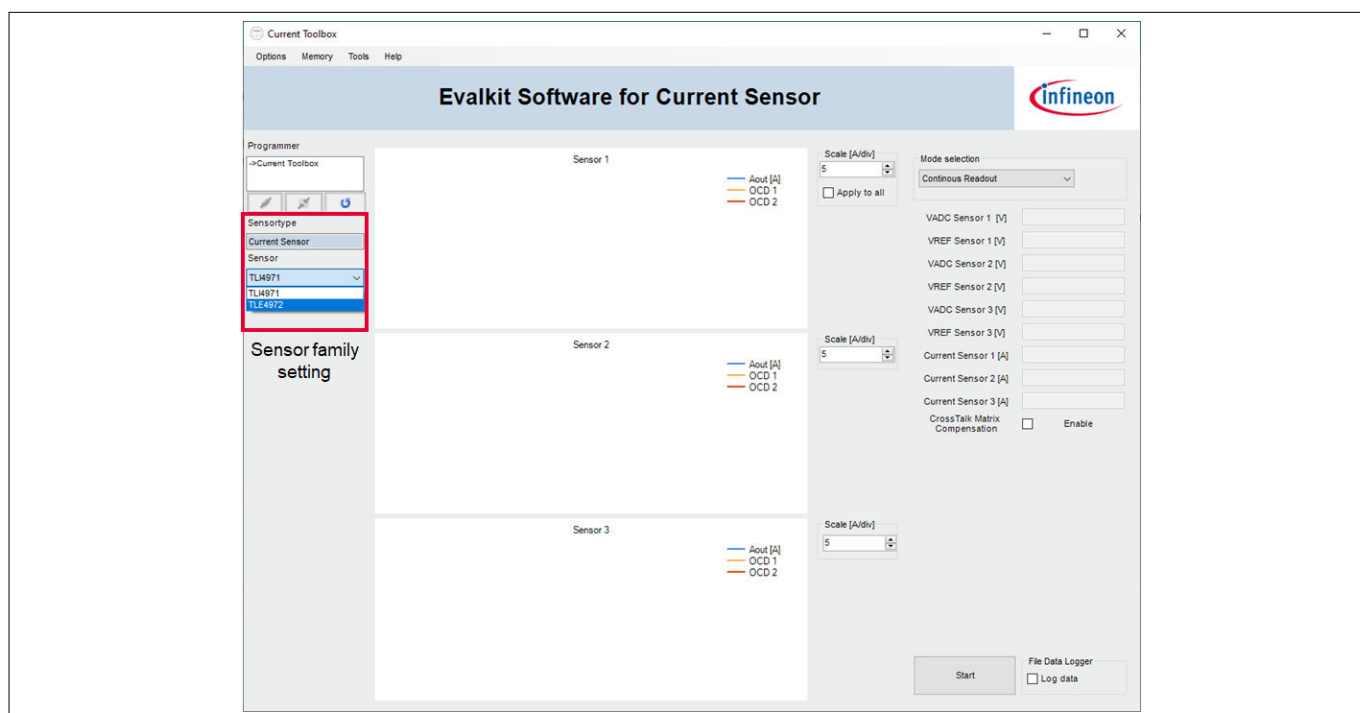 Current Toolbox
Options Memory Tools Help
Evalkit Software for Current Sensor
infineon
Programmer
->Current Toolbox
Sensortype
Current Sensor
Sensor
TLI4971
TLI4971
TLE4972
Sensor family
setting
Sensor 1
Aout [A]
OCD 1
OCD 2
Scale [A/div]
5
Apply to all
Sensor 2
Aout [A]
OCD 1
OCD 2
Scale [A/div]
5
Sensor 3
Aout [A]
OCD 1
OCD 2
Scale [A/div]
5
Mode selection
Continous Readout
VADC Sensor 1 [V]
VREF Sensor 1 [V]
VADC Sensor 2 [V]
VREF Sensor 2 [V]
VADC Sensor 3 [V]
VREF Sensor 3 [V]
Current Sensor 1 [A]
Current Sensor 2 [A]
Current Sensor 3 [A]
CrossTalk Matrix
Compensation
Enable
Start
File Data Logger
Log data